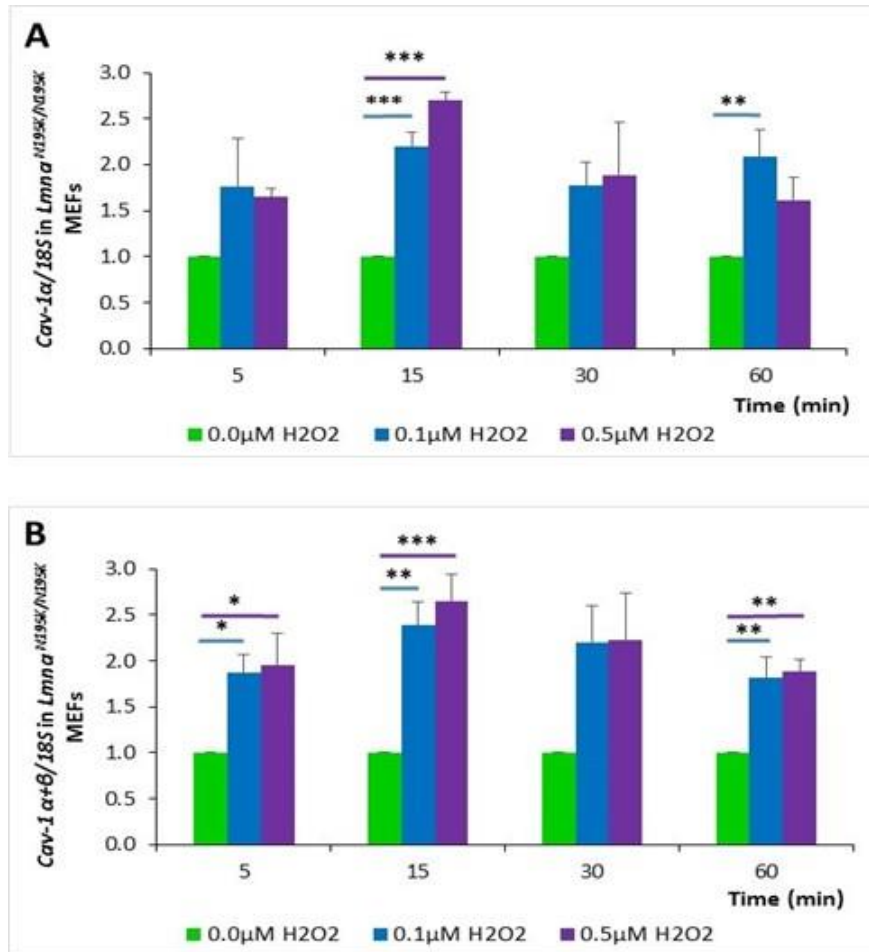 A
Cav-1α/18S in Lmna N195K/N195K
MEFs
3.0
2.5
2.0
1.5
1.0
0.5
0.0
***
***
**
5 15 30 60
Time (min)
0.0µM H2O2 0.1µM H2O2 0.5µM H2O2
B
Cav-1 α+β/18S in Lmna N195K/N195K
MEFs
3.0
2.5
2.0
1.5
1.0
0.5
0.0
*
*
***
**
**
**
5 15 30 60
Time (min)
0.0µM H2O2 0.1µM H2O2 0.5µM H2O2